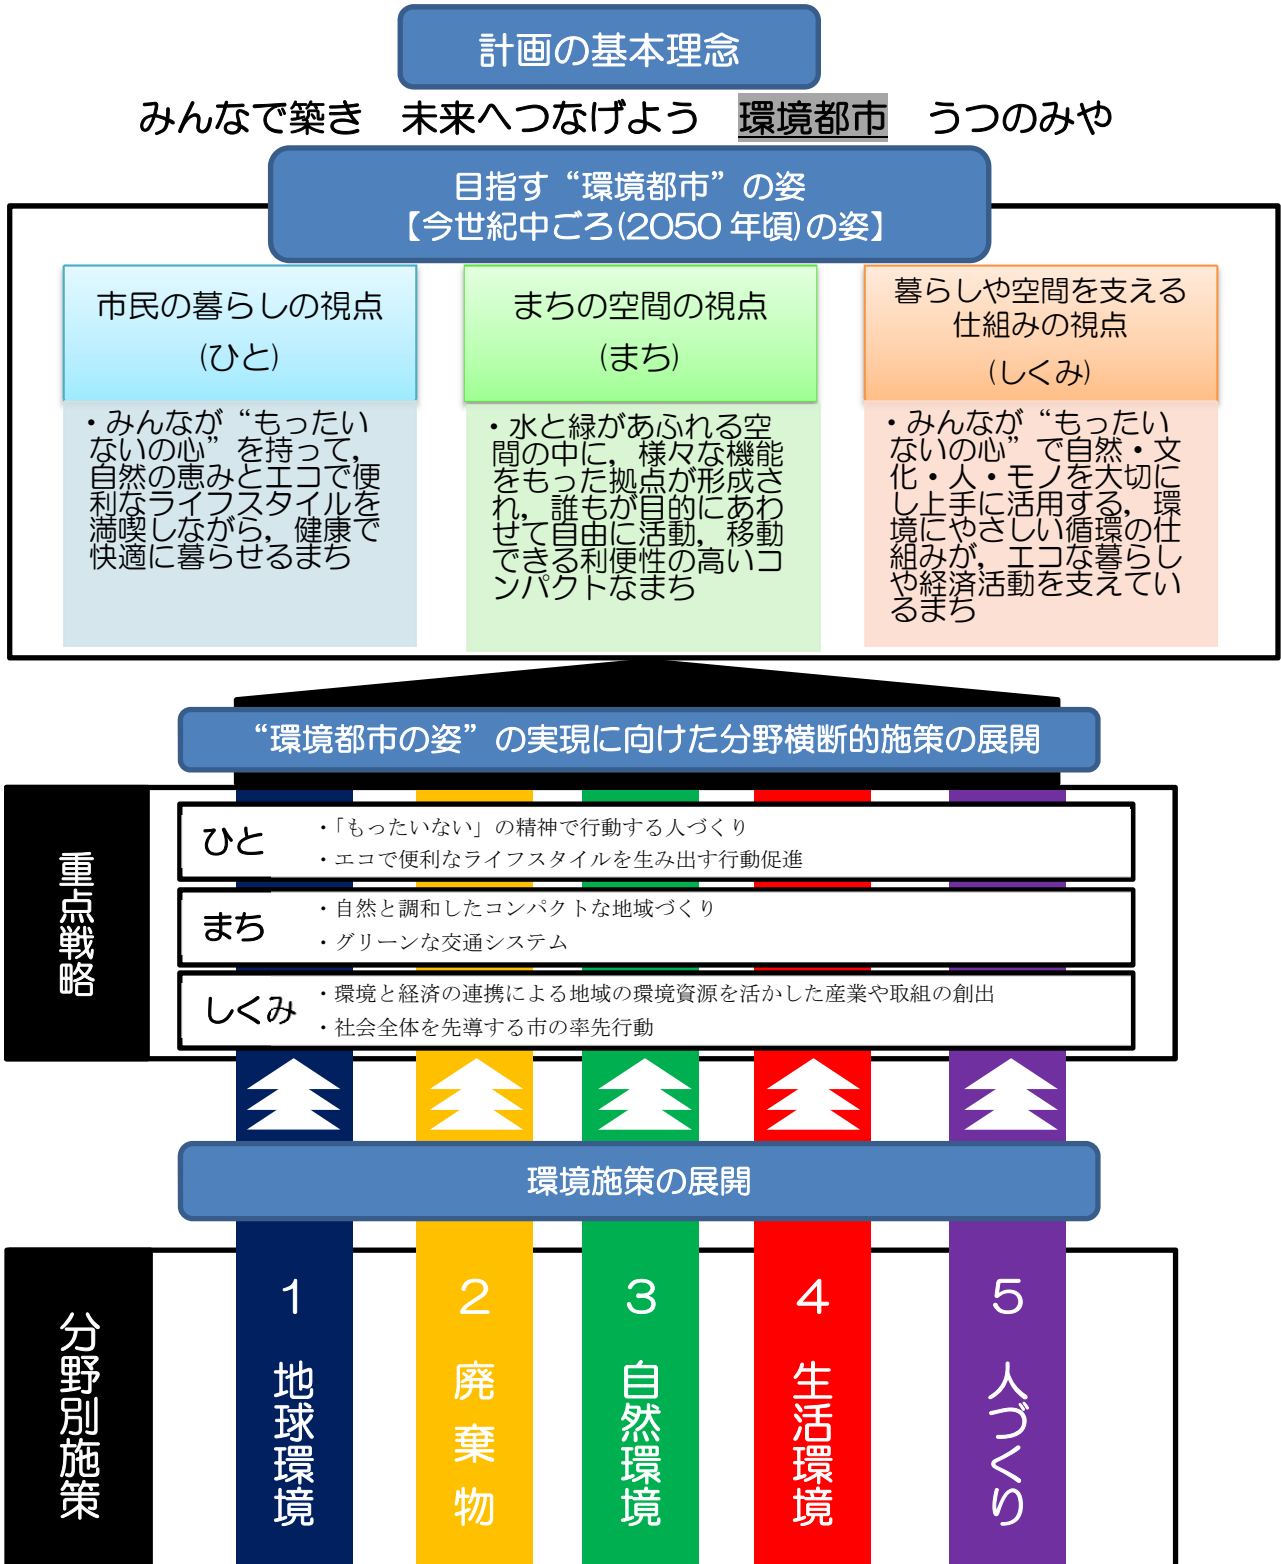 計画の基本理念
みんなで築き　未来へつなげよう　環境都市　うつのみや
目指す“環境都市”の姿
【今世紀中ごろ(2050 年頃)の姿】
市民の暮らしの視点
(ひと)
・みんなが“もったい
ないの心”を持って，
自然の恵みとエコで便
利なライフスタイルを
満喫しながら，健康で
快適に暮らせるまち
まちの空間の視点
(まち)
・水と緑があふれる空
間の中に，様々な機能
をもった拠点が形成さ
れ，誰もが目的にあわ
せて自由に活動，移動
できる利便性の高いコ
ンパクトなまち
暮らしや空間を支える
仕組みの視点
(しくみ)
・みんなが“もったい
ないの心”で自然・文
化・人・モノを大切に
し上手に活用する，環
境にやさしい循環の仕
組みが，エコな暮らし
や経済活動を支えてい
るまち
“環境都市の姿”の実現に向けた分野横断的施策の展開
重点戦略
ひと
・「もったいない」の精神で行動する人づくり
・エコで便利なライフスタイルを生み出す行動促進
まち
・自然と調和したコンパクトな地域づくり
・グリーンな交通システム
しくみ
・環境と経済の連携による地域の環境資源を活かした産業や取組の創出
・社会全体を先導する市の率先行動
環境施策の展開
分野別施策
１　地球環境
２　廃棄物
３　自然環境
４　生活環境
５　人づくり